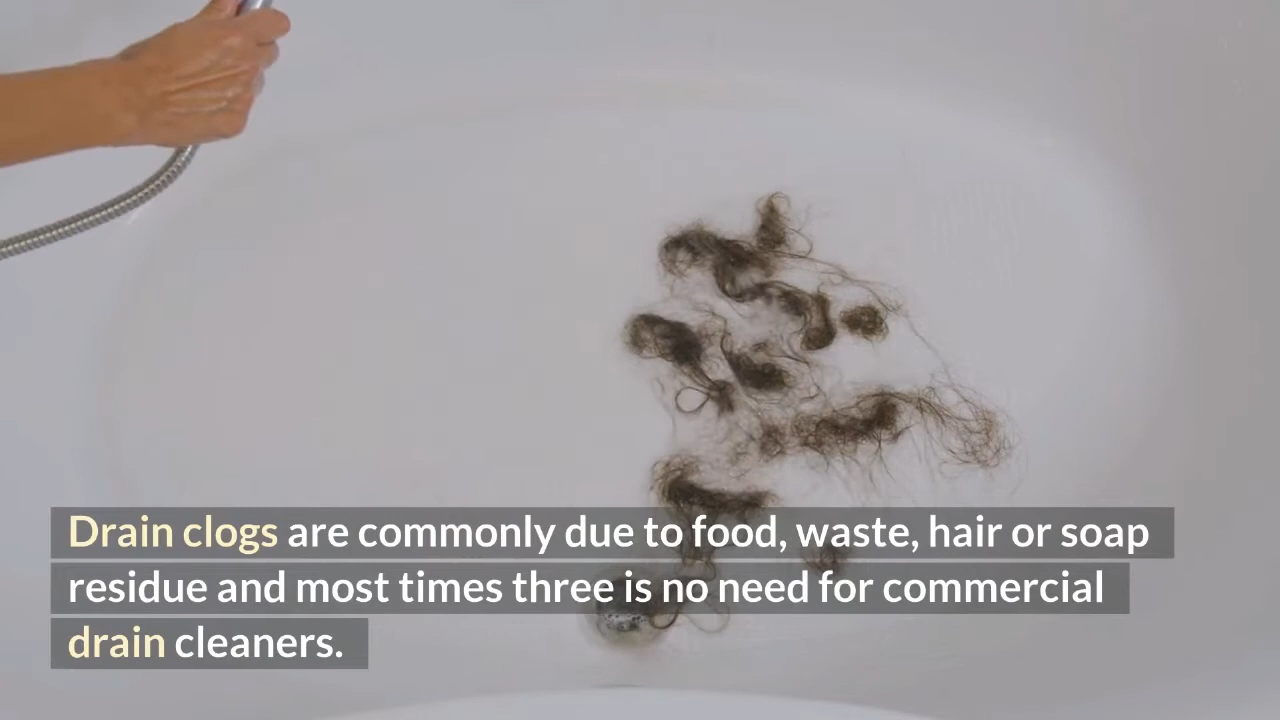 Drain clogs are commonly due to food, waste, hair or soap
residue and most times three is no need for commercial
drain cleaners.